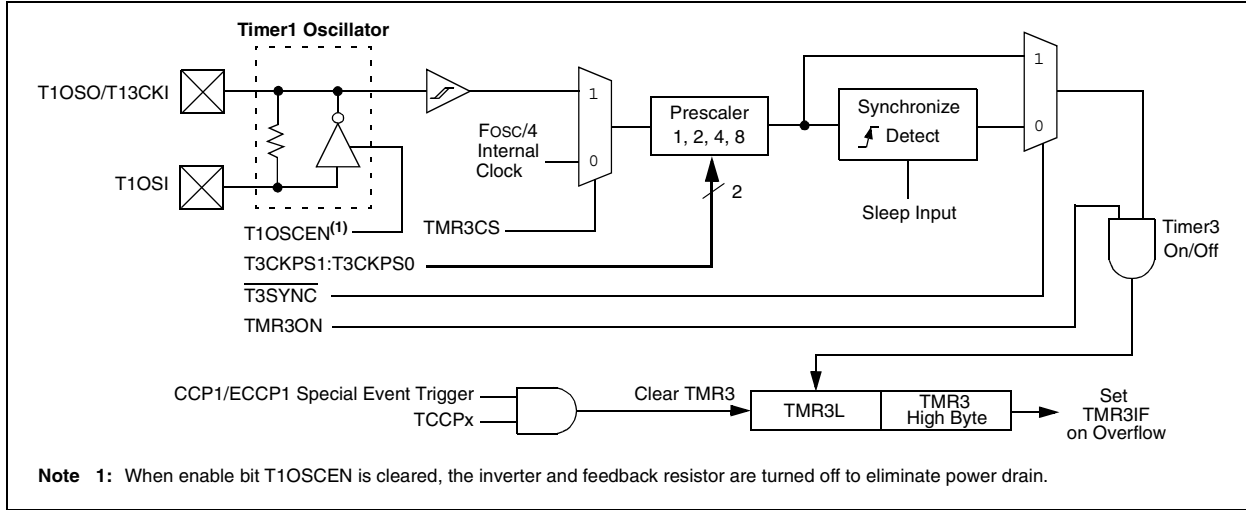 Timer1 Oscillator
T1OSO/T13CKI
T1OSI
1
0
FOSC/4
Internal
Clock
Prescaler
1, 2, 4, 8
2
Synchronize
Detect
Sleep Input
1
0
T1OSCEN(1)
TMR3CS
T3CKPS1:T3CKPS0
T3SYNC
TMR3ON
Timer3
On/Off
CCP1/ECCP1 Special Event Trigger
TCCPx
Clear TMR3
TMR3L
TMR3
High Byte
Set
TMR3IF
on Overflow
Note 1: When enable bit T1OSCEN is cleared, the inverter and feedback resistor are turned off to eliminate power drain.